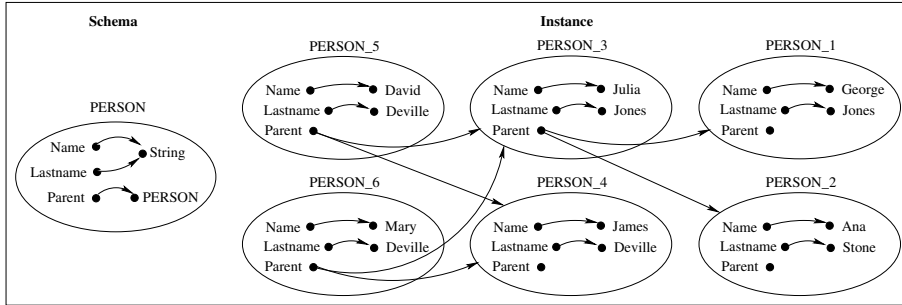 Schema
Instance
PERSON
Name
String
Lastname
Parent
PERSON
PERSON_5
Name David
Lastname Deville
Parent
PERSON_3
Name Julia
Lastname Jones
Parent
PERSON_1
Name George
Lastname Jones
Parent
PERSON_6
Name Mary
Lastname Deville
Parent
PERSON_4
Name James
Lastname Deville
Parent
PERSON_2
Name Ana
Lastname Stone
Parent